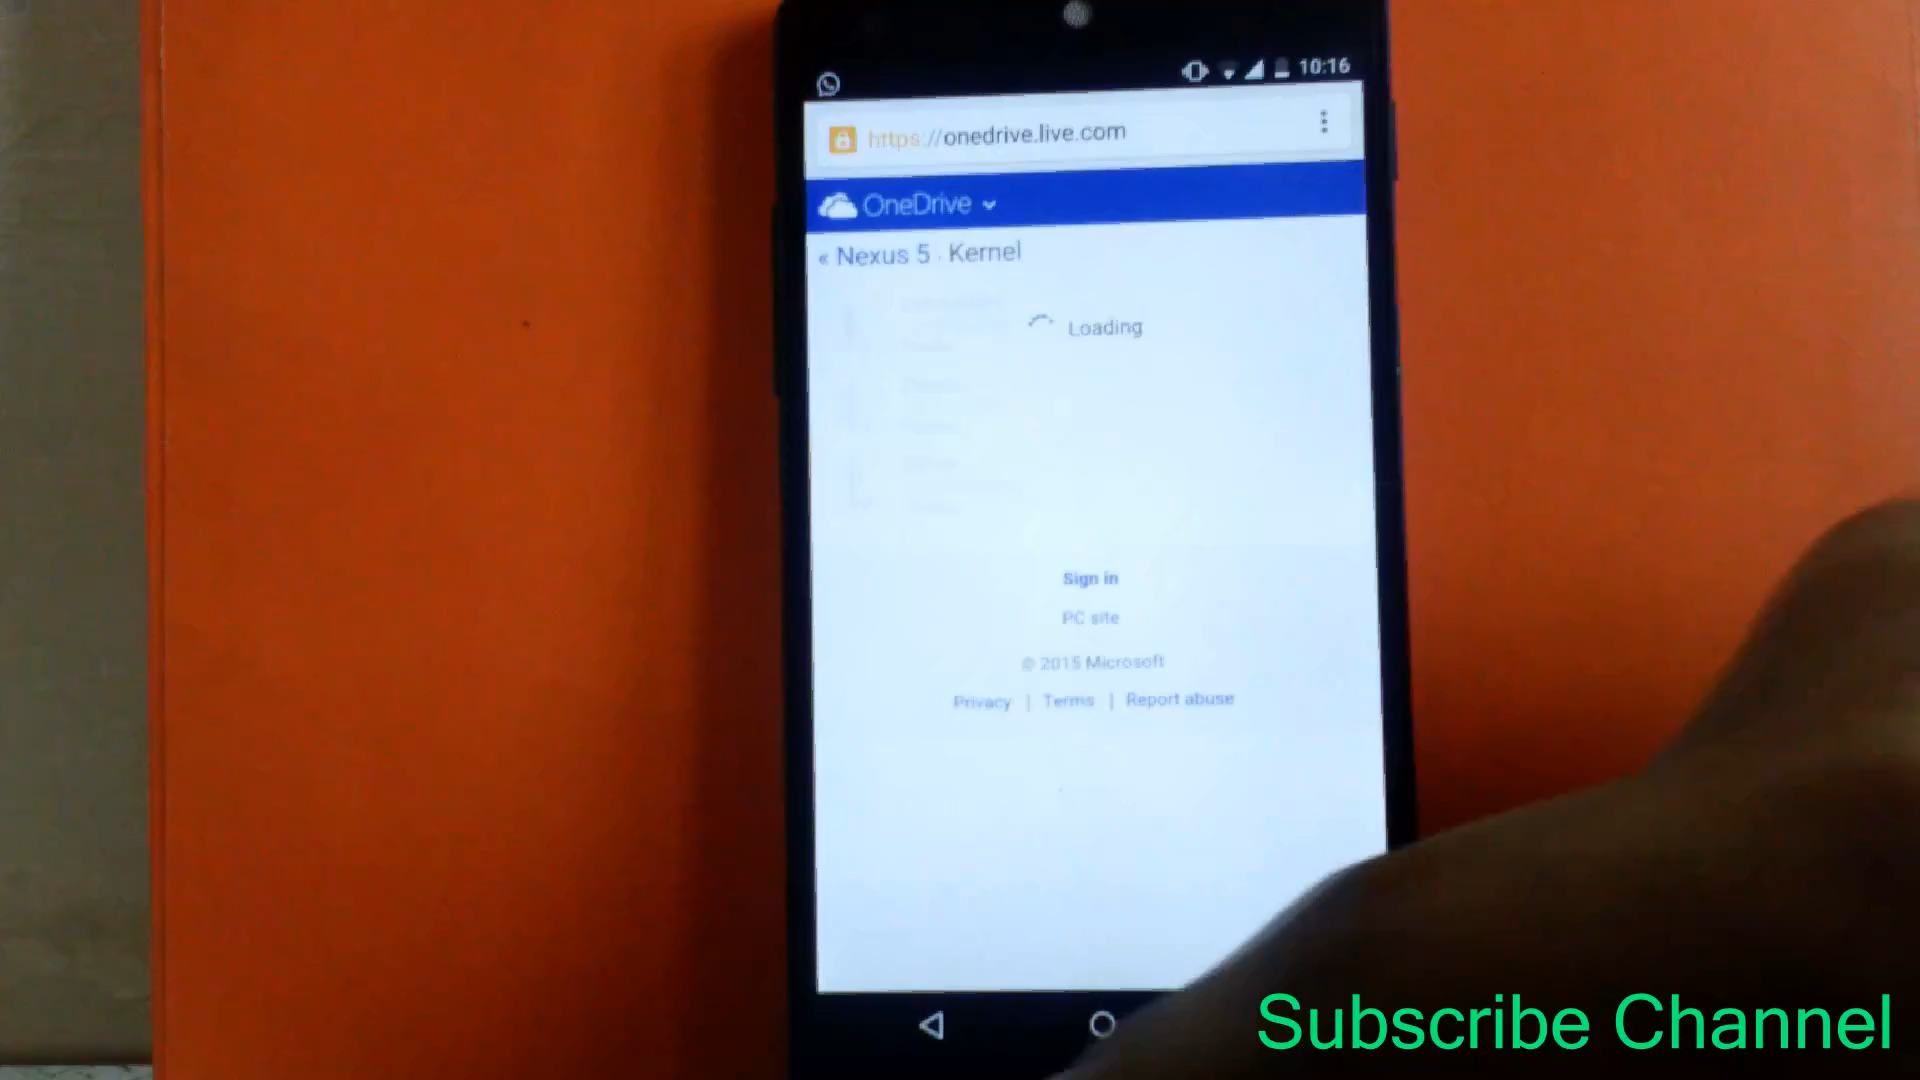 10:16
https://onedrive.live.com
OneDrive
« Nexus 5 · Kernel
Loading
Sign in
PC site
© 2015 Microsoft
Privacy | Terms | Report abuse
Subscribe Channel